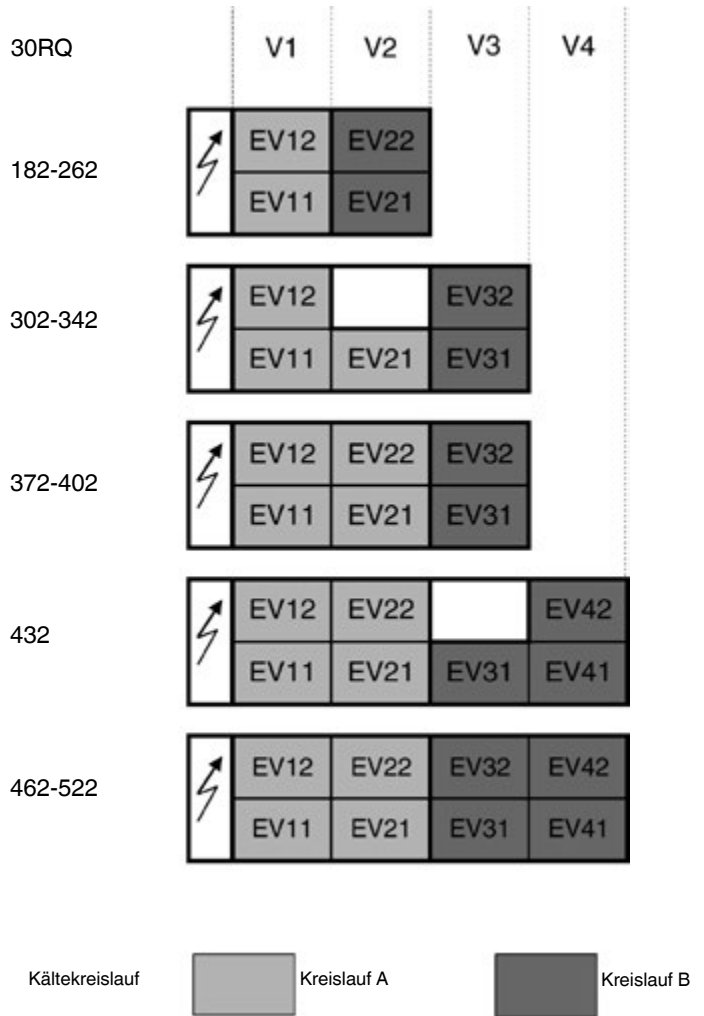 30RQ V1 V2 V3 V4
182-262
EV12 EV22
EV11 EV21
302-342
EV12 EV32
EV11 EV21 EV31
372-402
EV12 EV22 EV32
EV11 EV21 EV31
432
EV12 EV22 EV42
EV11 EV21 EV31 EV41
462-522
EV12 EV22 EV32 EV42
EV11 EV21 EV31 EV41
Kältekreislauf Kreislauf A Kreislauf B